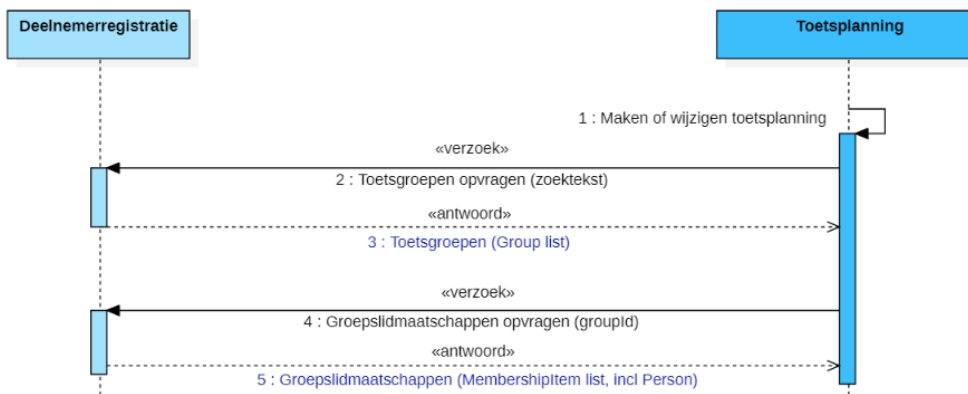 Deelnemerregistratie
Toetsplanning
1 : Maken of wijzigen toetsplanning
«verzoek»
2 : Toetsgroepen opvragen (zoektekst)
«antwoord»
3 : Toetsgroepen (Group list)
«verzoek»
4 : Groepslidmaatschappen opvragen (groupId)
«antwoord»
5 : Groepslidmaatschappen (MembershipItem list, incl Person)